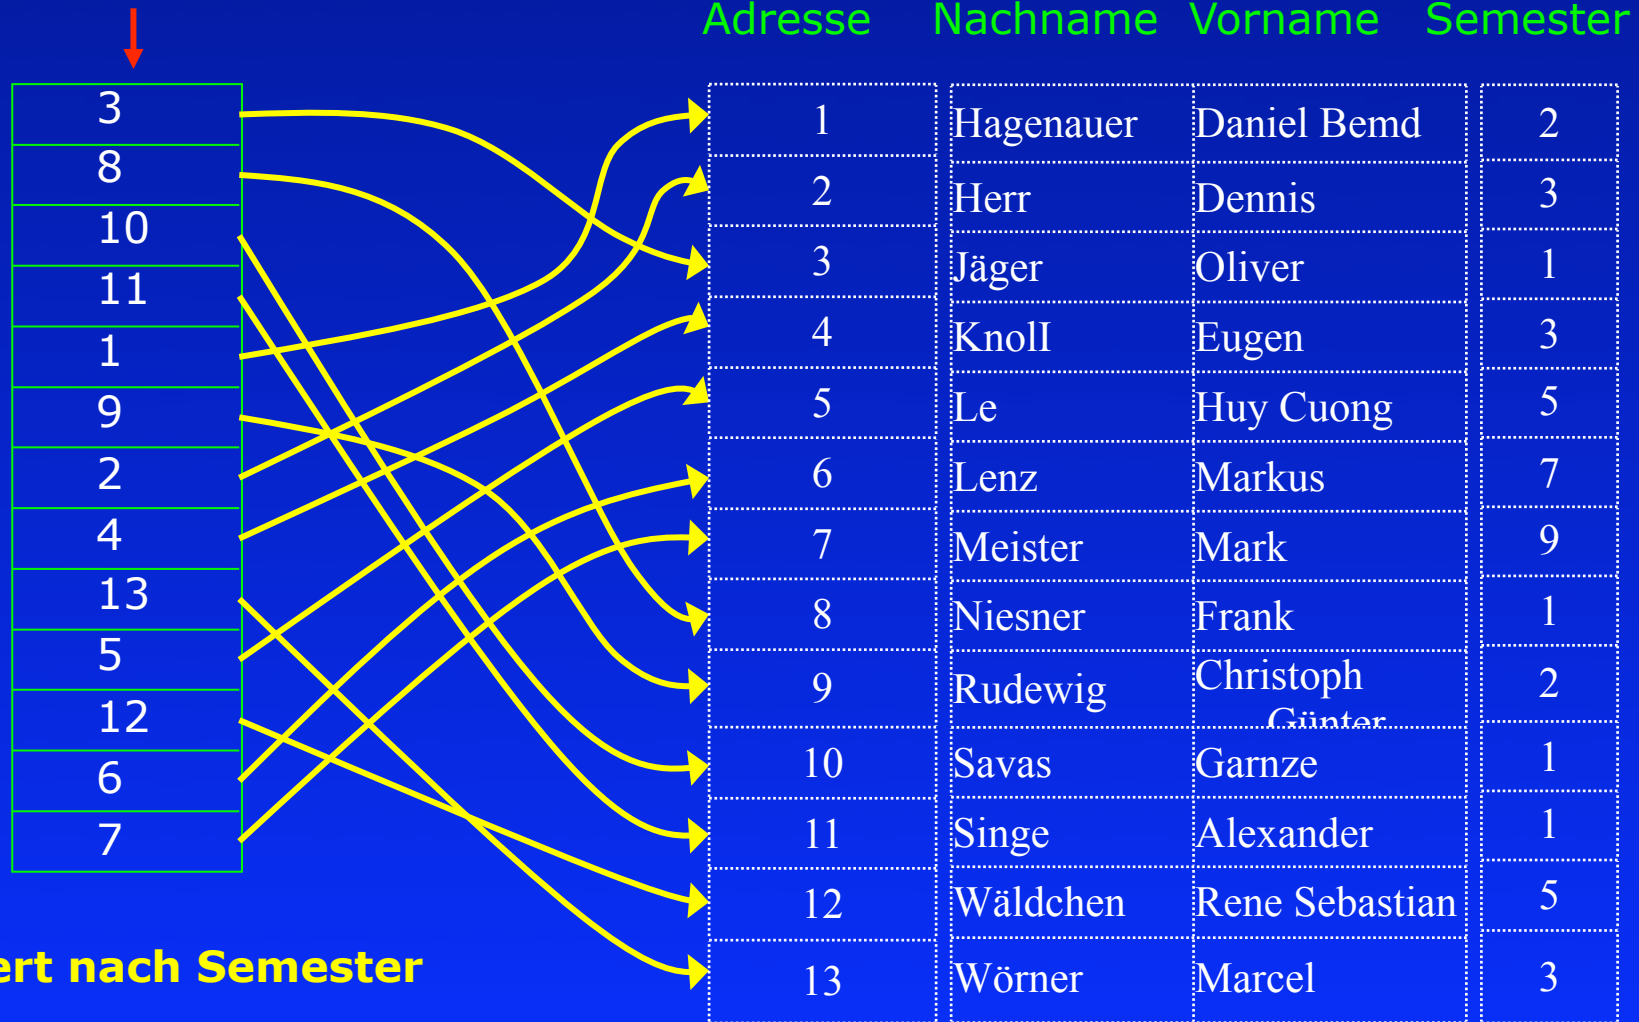 Adresse Nachname Vorname Semester
3
8
10
11
1
9
2
4
13
5
12
6
7
1 Hagenauer Daniel Bemd 2
2 Herr Dennis 3
3 Jäger Oliver 1
4 KnolI Eugen 3
5 Le Huy Cuong 5
6 Lenz Markus 7
7 Meister Mark 9
8 Niesner Frank 1
9 Rudewig Christoph 2
Günter
10 Savas Garnze 1
11 Singe Alexander 1
12 Wäldchen Rene Sebastian 5
13 Wörner Marcel 3
ert nach Semester